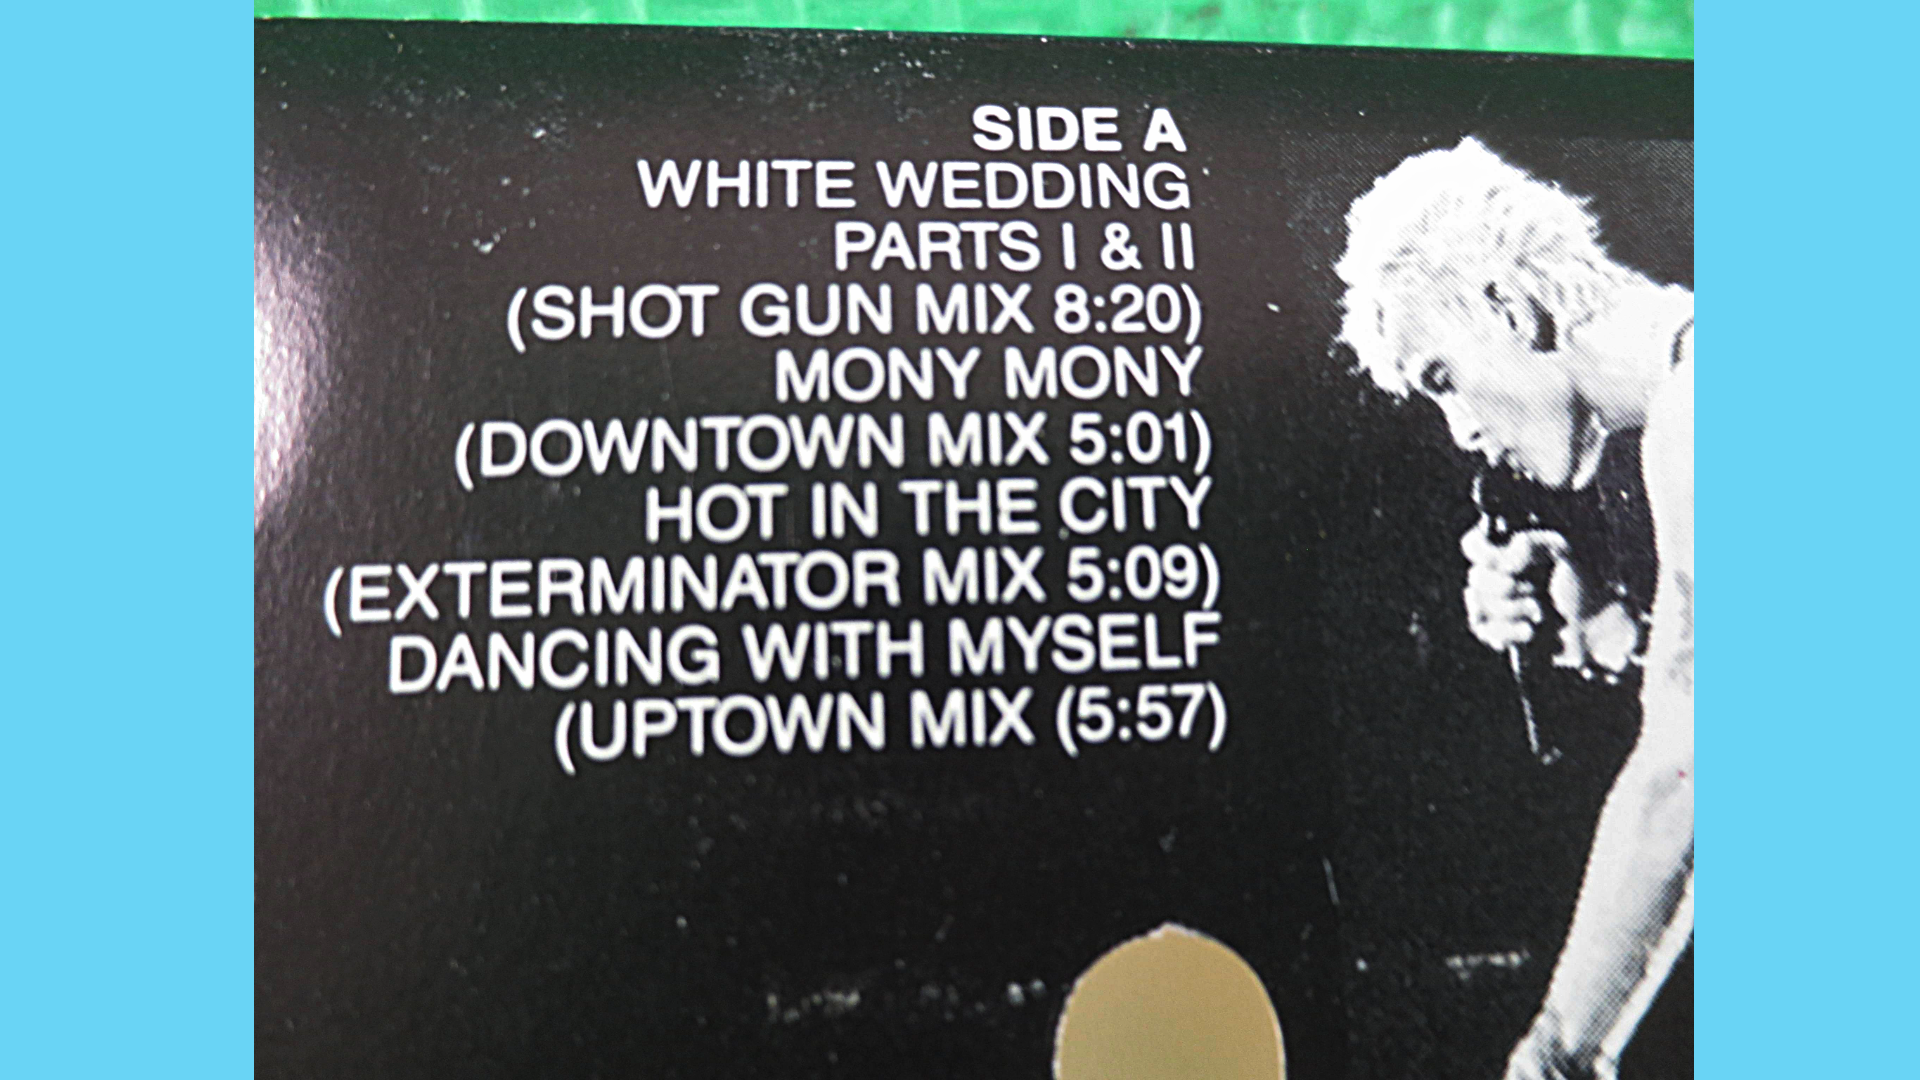 SIDE A
WHITE WEDDING
PARTS I & II
(SHOT GUN MIX 8:20)
MONY MONY
(DOWNTOWN MIX 5:01)
HOT IN THE CITY
(EXTERMINATOR MIX 5:09)
DANCING WITH MYSELF
(UPTOWN MIX (5:57)